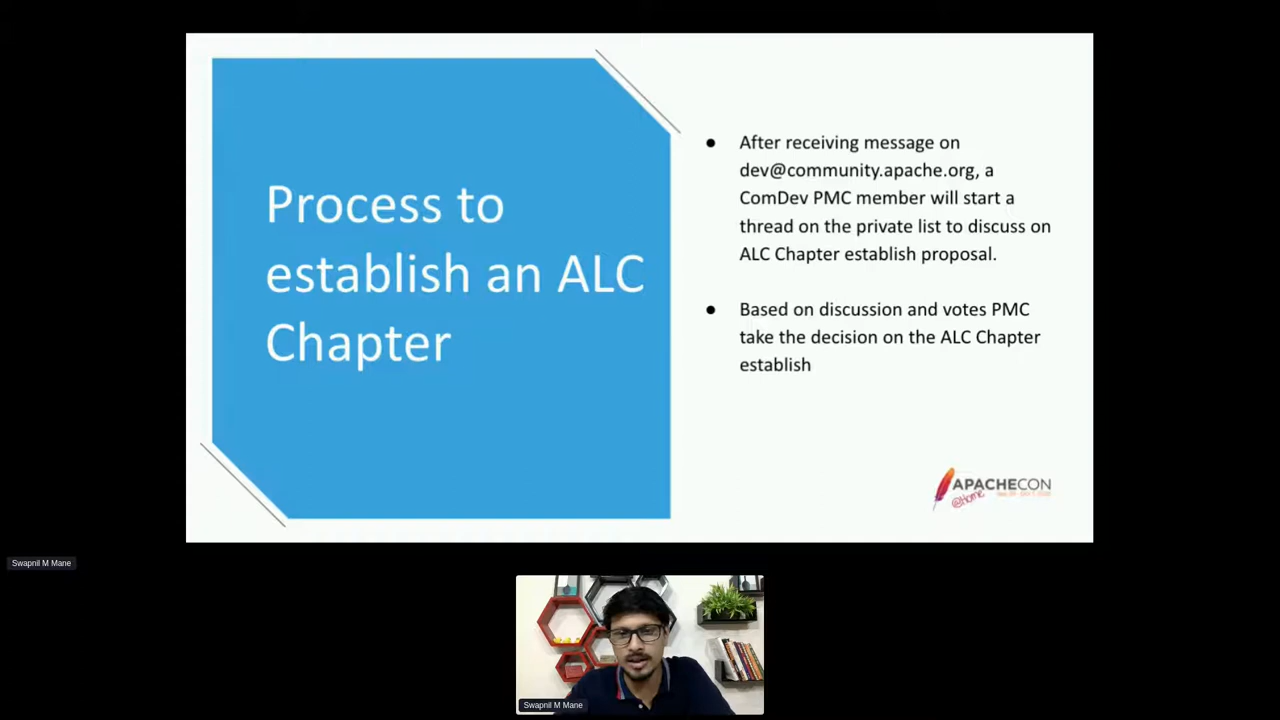 Process to
establish an ALC
Chapter
● After receiving message on
dev@community.apache.org, a
ComDev PMC member will start a
thread on the private list to discuss on
ALC Chapter establish proposal.
● Based on discussion and votes PMC
take the decision on the ALC Chapter
establish
APACHECON
@Home
Swapnil M Mane
Swapnil M Mane